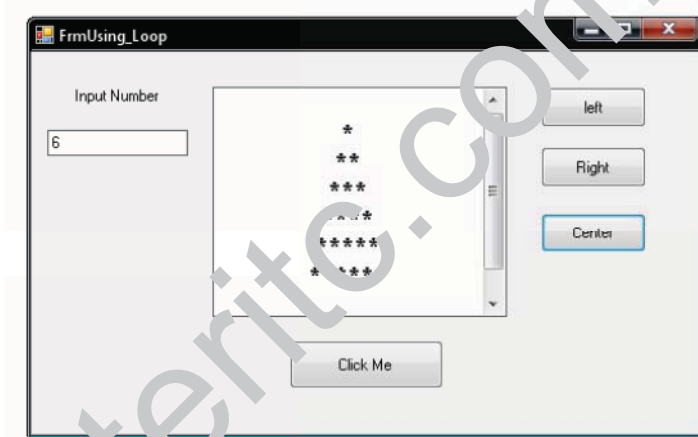 FrmUsing_Loop
Input Number
6
*
**
***
*****
left
Right
Center
Click Me